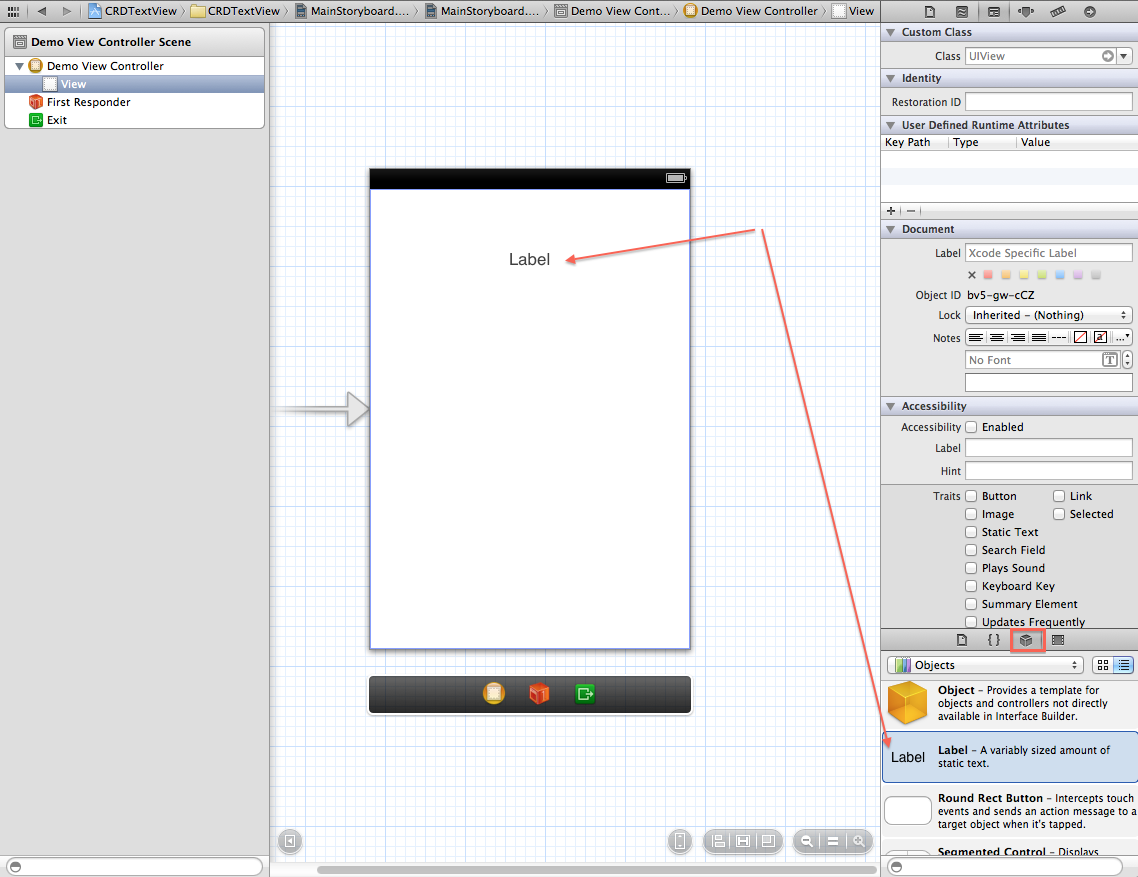 CRDTextView CRDTextView MainStoryboard.... MainStoryboard.... Demo View Cont... Demo View Controller View
Demo View Controller Scene
Demo View Controller
View
First Responder
Exit
Label
Custom Class
Class UIView
Identity
Restoration ID
User Defined Runtime Attributes
Key Path Type Value
Document
Label Xcode Specific Label
Object ID bv5-gw-cCZ
Lock Inherited - (Nothing)
Notes
No Font
Accessibility
Accessibility Enabled
Label
Hint
Traits Button Link
Image Selected
Static Text
Search Field
Plays Sound
Keyboard Key
Summary Element
Updates Frequently
Objects
Object - Provides a template for
objects and controllers not directly
available in Interface Builder.
Label Label - A variably sized amount of
static text.
Round Rect Button - Intercepts touch
events and sends an action message to a
target object when it's tapped.
Segmented Control - Displays